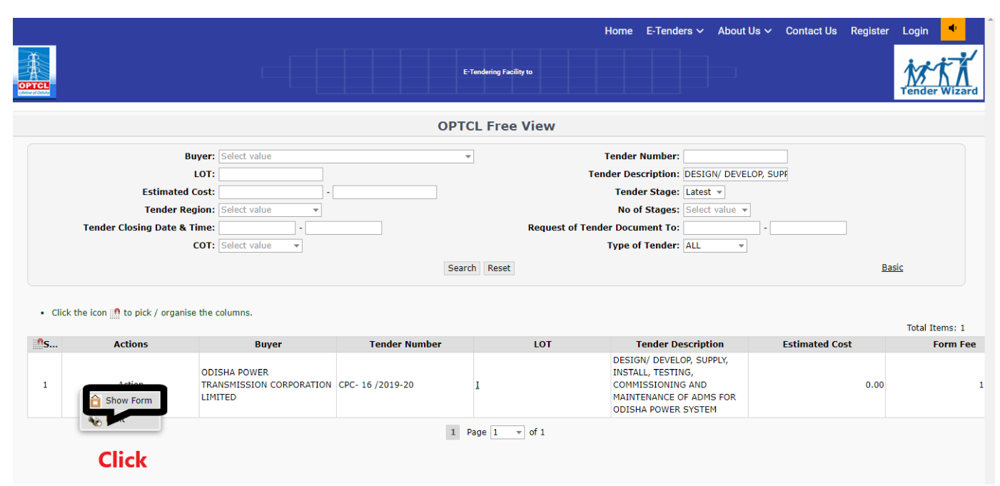 Home E-Tenders About Us Contact Us Register Login
OPTCL
Lifeline of Odisha
E-Tendering Facility to
Tender Wizard
OPTCL Free View
Buyer: Select value Tender Number:
LOT: Tender Description: DESIGN/ DEVELOP, SUPP
Estimated Cost: - Tender Stage: Latest
Tender Region: Select value No of Stages: Select value
Tender Closing Date & Time: - Request of Tender Document To: -
COT: Select value Type of Tender: ALL
Search Reset Basic
• Click the icon to pick / organise the columns.
Total Items: 1
S... Actions Buyer Tender Number LOT Tender Description Estimated Cost Form Fee
DESIGN/ DEVELOP, SUPPLY,
ODISHA POWER INSTALL, TESTING,
1 Action TRANSMISSION CORPORATION CPC- 16 /2019-20 I COMMISSIONING AND 0.00 1
LIMITED MAINTENANCE OF ADMS FOR
ODISHA POWER SYSTEM
Show Form
1 Page 1 of 1
Click